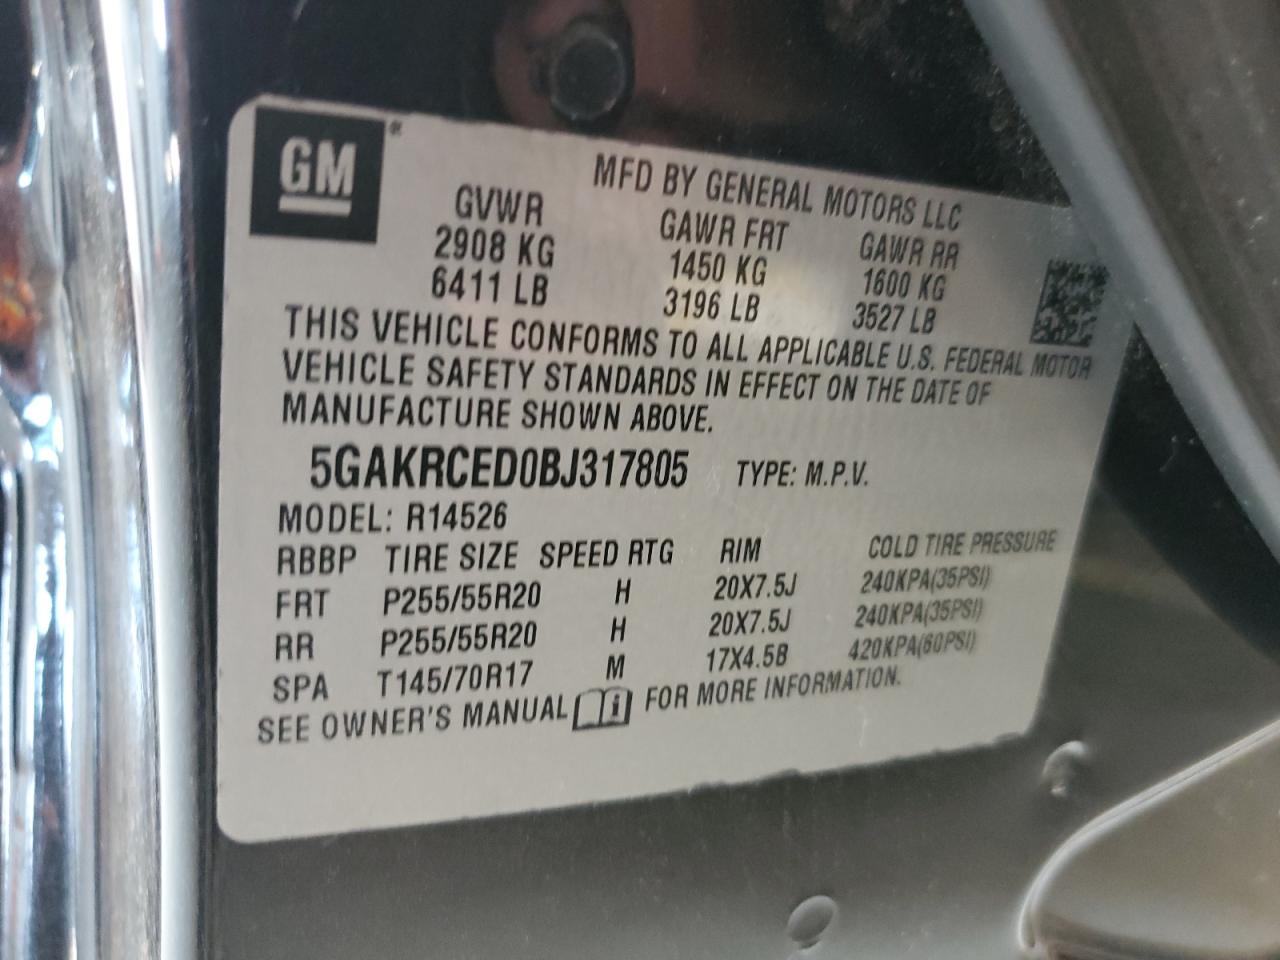 GM ®
MFD BY GENERAL MOTORS LLC
GVWR GAWR FRT GAWR RR
2908 KG 1450 KG 1600 KG
6411 LB 3196 LB 3527 LB
THIS VEHICLE CONFORMS TO ALL APPLICABLE U.S. FEDERAL MOTOR
VEHICLE SAFETY STANDARDS IN EFFECT ON THE DATE OF
MANUFACTURE SHOWN ABOVE.
5GAKRCED0BJ317805 TYPE: M.P.V.
MODEL: R14526
RBBP TIRE SIZE SPEED RTG RIM COLD TIRE PRESSURE
FRT P255/55R20 H 20X7.5J 240KPA(35PSI)
RR P255/55R20 H 20X7.5J 240KPA(35PSI)
SPA T145/70R17 M 17X4.5B 420KPA(60PSI)
SEE OWNER'S MANUAL i FOR MORE INFORMATION.